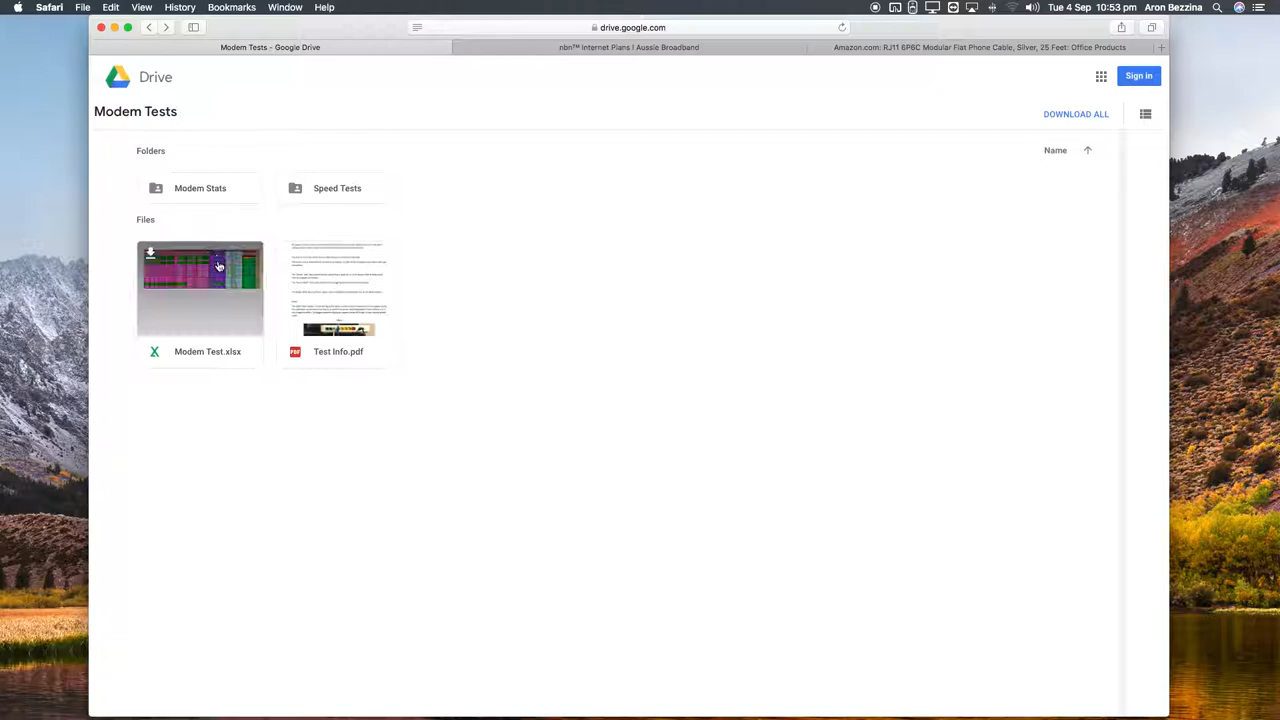 Safari File Edit View History Bookmarks Window Help Tue 4 Sep 10:53 pm Aron Bezzina
drive.google.com
Modem Tests - Google Drive nbn™ Internet Plans | Aussie Broadband Amazon.com: RJ11 6P6C Modular Flat Phone Cable, Silver, 25 Feet: Office Products
Drive Sign in
Modem Tests DOWNLOAD ALL
Folders Name
Modem Stats Speed Tests
Files
X Modem Test.xlsx PDF Test Info.pdf